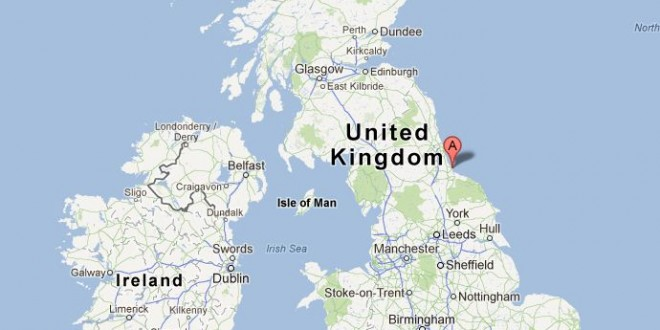 Perth
Dundee
Kirkcaldy
Glasgow
Edinburgh
East Kilbride
North
Londonderry /
Derry
United
Kingdom
A
Belfast
Sligo
Craigavon
Isle of Man
Dundalk
York
Leeds
Hull
Irish Sea
Swords
Manchester
Galway
Ireland
Dublin
Sheffield
Limerick
Kilkenny
Stoke-on-Trent
Nottingham
Birmingham